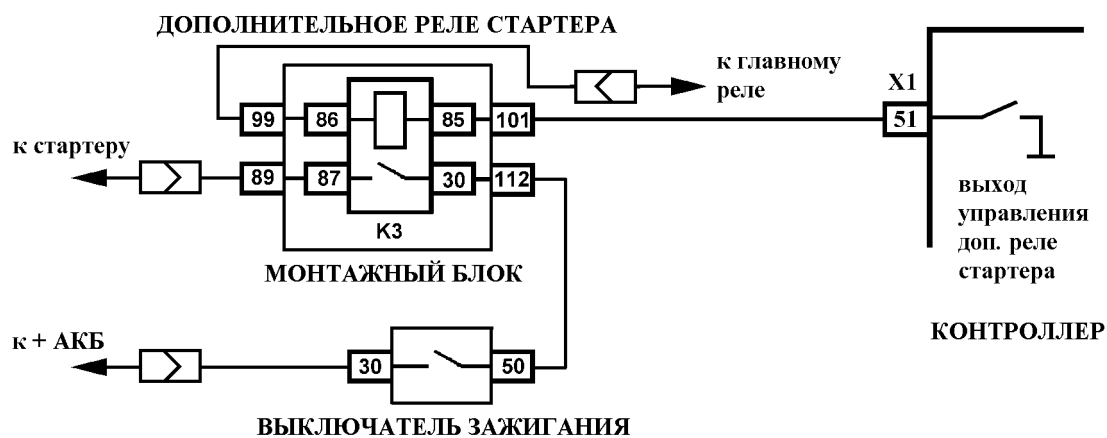 ДОПОЛНИТЕЛЬНОЕ РЕЛЕ СТАРТЕРА
к главному
реле
X1
99
86
85
101
51
к стартеру
89
87
30
112
K3
МОНТАЖНЫЙ БЛОК
выход
управления
доп. реле
стартера
КОНТРОЛЛЕР
к + АКБ
30
50
ВЫКЛЮЧАТЕЛЬ ЗАЖИГАНИЯ